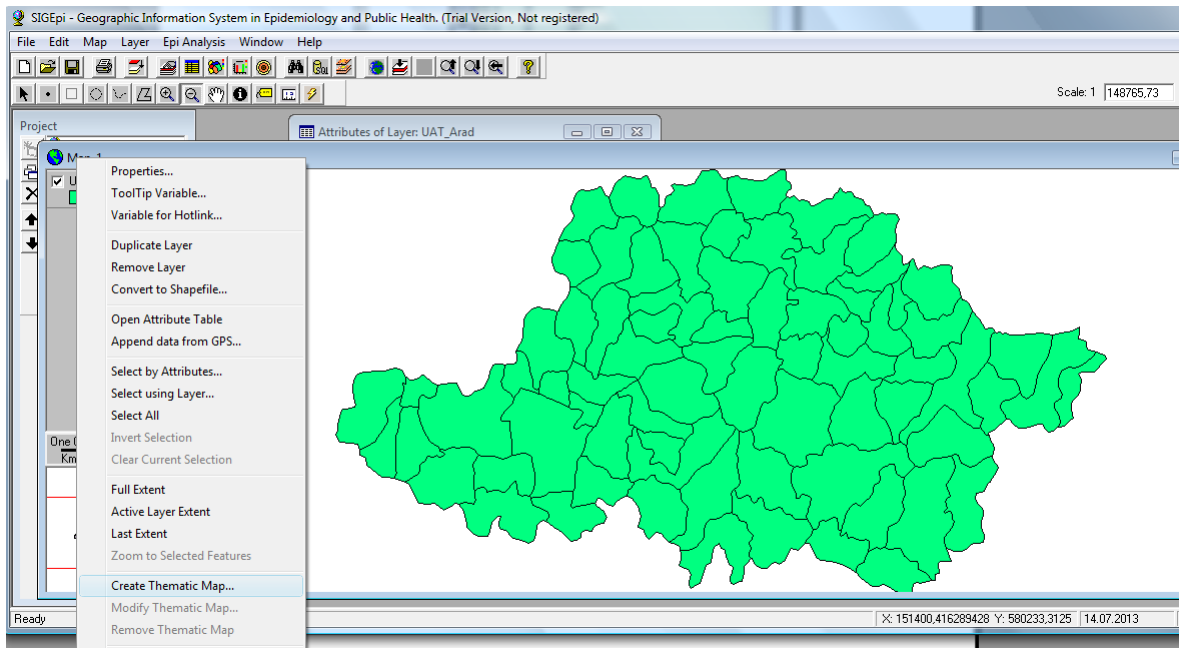 SIGEpi - Geographic Information System in Epidemiology and Public Health. (Trial Version, Not registered)
File Edit Map Layer Epi Analysis Window Help
Scale: 1 148765,73
Project
Attributes of Layer: UAT_Arad
Properties...
ToolTip Variable...
Variable for Hotlink...
Duplicate Layer
Remove Layer
Convert to Shapefile...
Open Attribute Table
Append data from GPS...
Select by Attributes...
Select using Layer...
Select All
Invert Selection
Clear Current Selection
One
Km
Full Extent
Active Layer Extent
Last Extent
Zoom to Selected Features
Create Thematic Map...
Modify Thematic Map...
Remove Thematic Map
Ready
X: 151400,416289428 Y: 580233,3125 14.07.2013